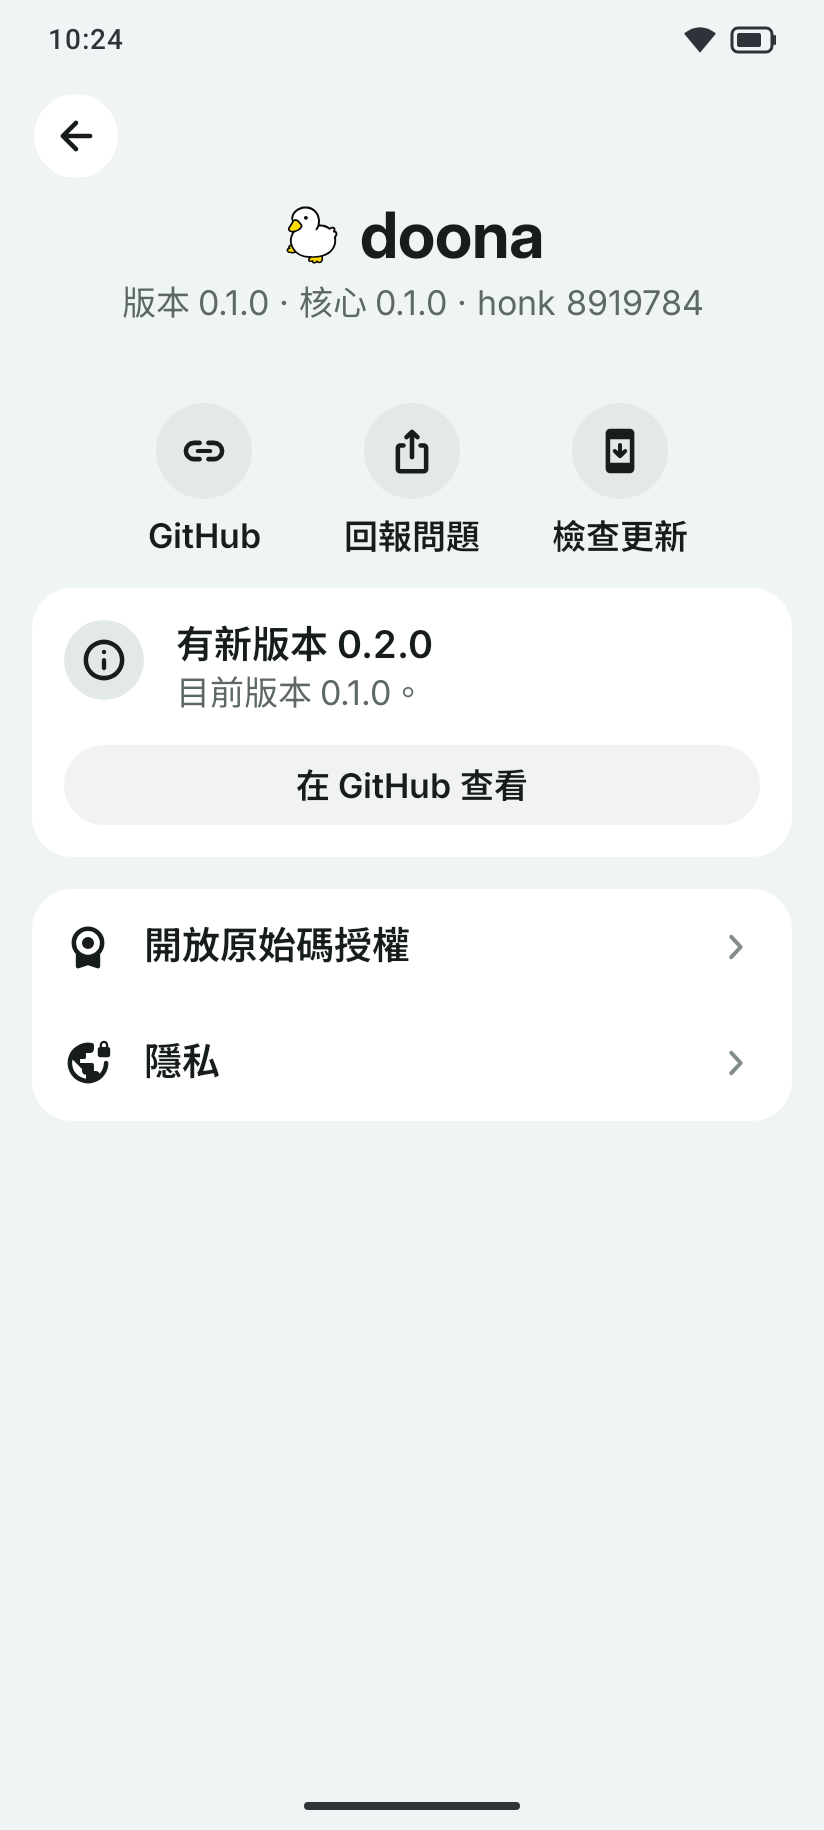 10:24
doona
版本 0.1.0 · 核心 0.1.0 · honk 8919784
GitHub
回報問題
檢查更新
有新版本 0.2.0
目前版本 0.1.0。
在 GitHub 查看
開放原始碼授權
隱私